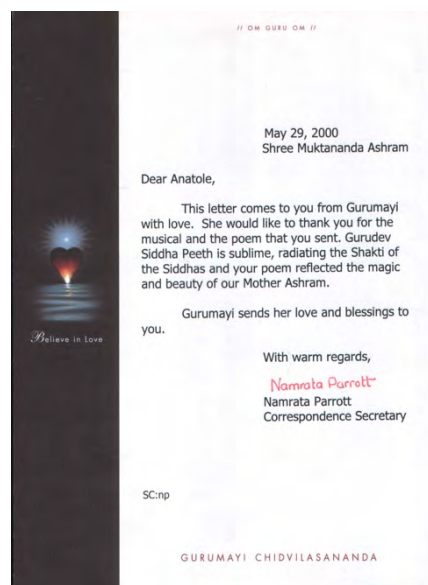 // OM GURU OM //
May 29, 2000
Shree Muktananda Ashram
Dear Anatole,
This letter comes to you from Gurumayi
with love. She would like to thank you for the
musical and the poem that you sent. Gurudev
Siddha Peeth is sublime, radiating the Shakti of
the Siddhas and your poem reflected the magic
and beauty of our Mother Ashram.
Gurumayi sends her love and blessings to
you.
Believe in Love
With warm regards,
Namrata Parrott
Namrata Parrott
Correspondence Secretary
SC:np
GURUMAYI CHIDVILASANANDA